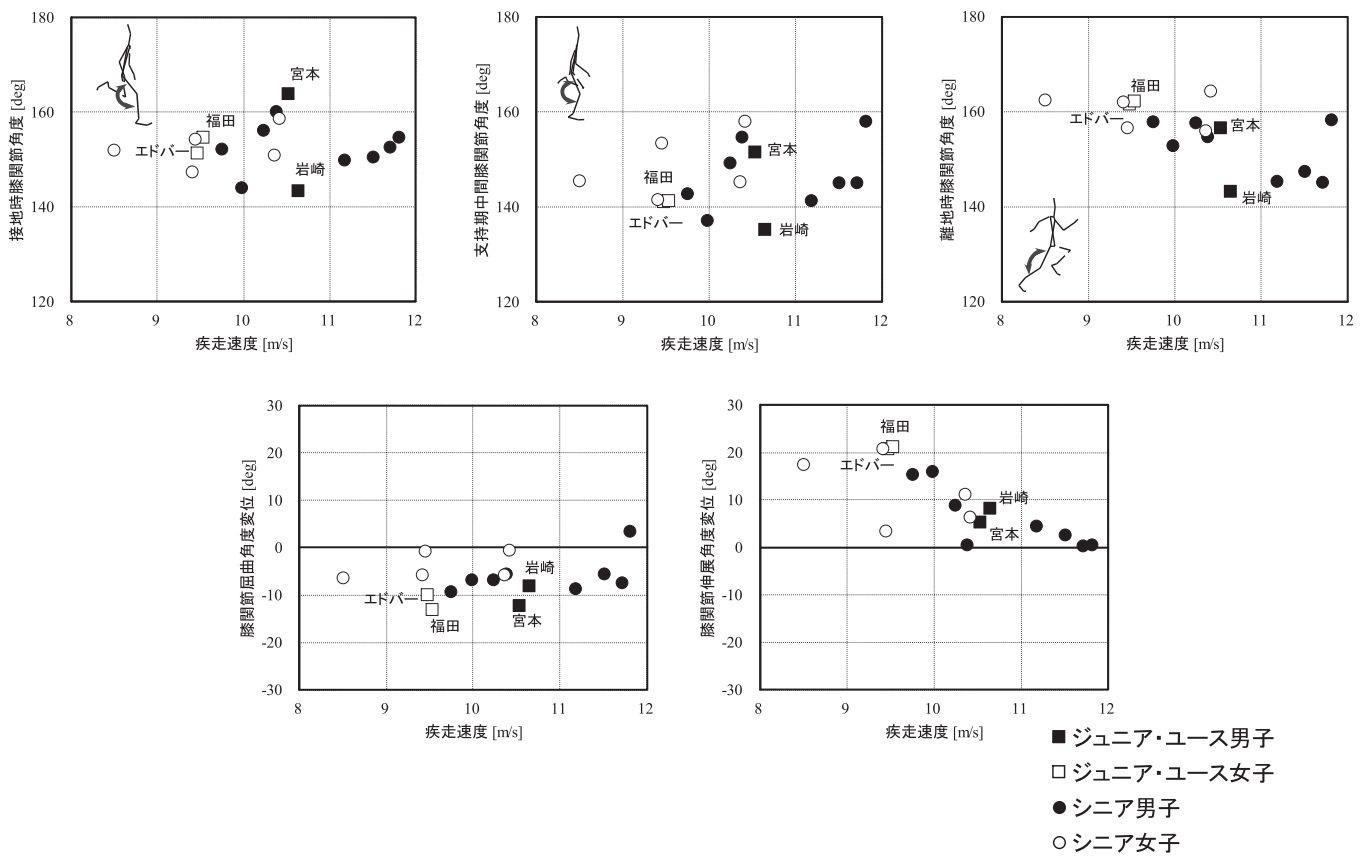 接地時膝関節角度 [deg]
180
160
140
120
宮本
福田
エドバー
岩崎
8 9 10 11 12
疾走速度 [m/s]
支持期中間膝関節角度 [deg]
180
160
140
120
宮本
福田
エドバー
岩崎
8 9 10 11 12
疾走速度 [m/s]
離地時膝関節角度 [deg]
180
160
140
120
福田
エドバー
宮本
岩崎
8 9 10 11 12
疾走速度 [m/s]
膝関節屈曲角度変位 [deg]
30
20
10
0
-10
-20
-30
岩崎
エドバー
福田
宮本
8 9 10 11 12
疾走速度 [m/s]
膝関節伸展角度変位 [deg]
30
20
10
0
-10
-20
-30
福田
エドバー
岩崎
宮本
8 9 10 11 12
疾走速度 [m/s]
ジュニア・ユース男子
ジュニア・ユース女子
シニア男子
シニア女子